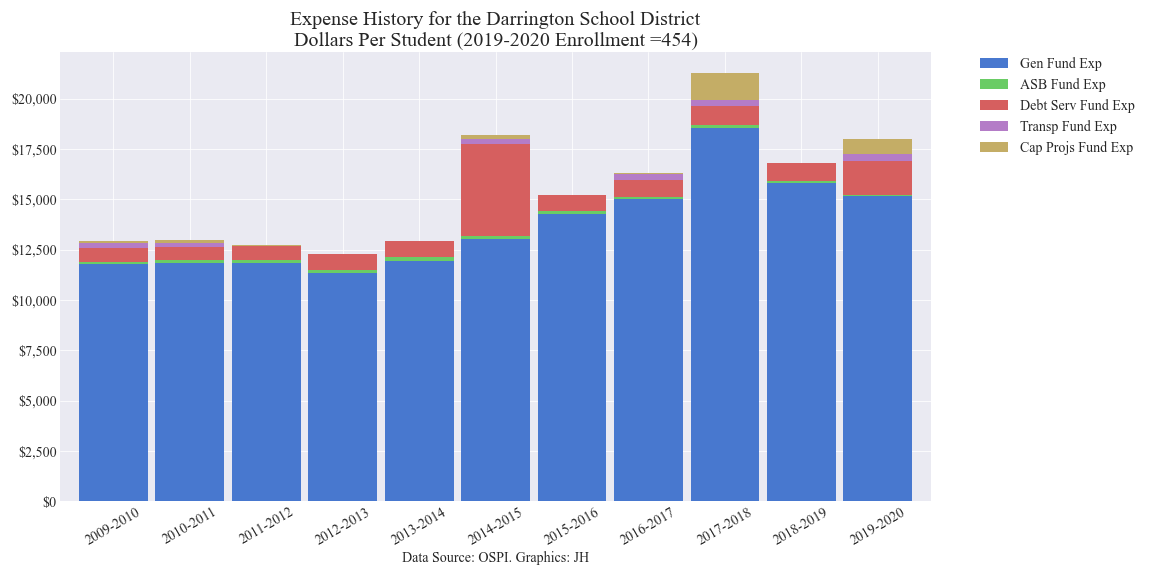 Expense History for the Darrington School District
Dollars Per Student (2019-2020 Enrollment =454)
Gen Fund Exp
ASB Fund Exp
Debt Serv Fund Exp
Transp Fund Exp
Cap Projs Fund Exp
$20,000
$17,500
$15,000
$12,500
$10,000
$7,500
$5,000
$2,500
$0
2009-2010
2010-2011
2011-2012
2012-2013
2013-2014
2014-2015
2015-2016
2016-2017
2017-2018
2018-2019
2019-2020
Data Source: OSPI. Graphics: JH